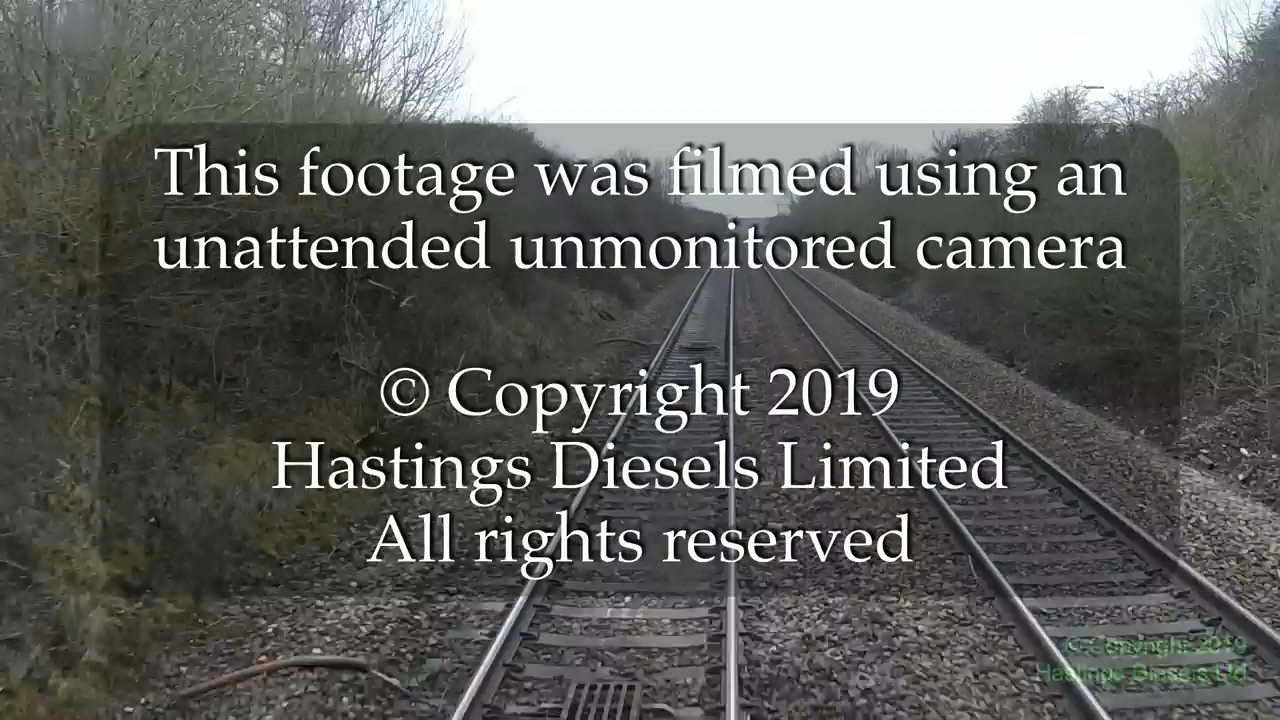 This footage was filmed using an
unattended unmonitored camera
© Copyright 2019
Hastings Diesels Limited
All rights reserved
© Copyright 2019
Hastings Diesels Ltd